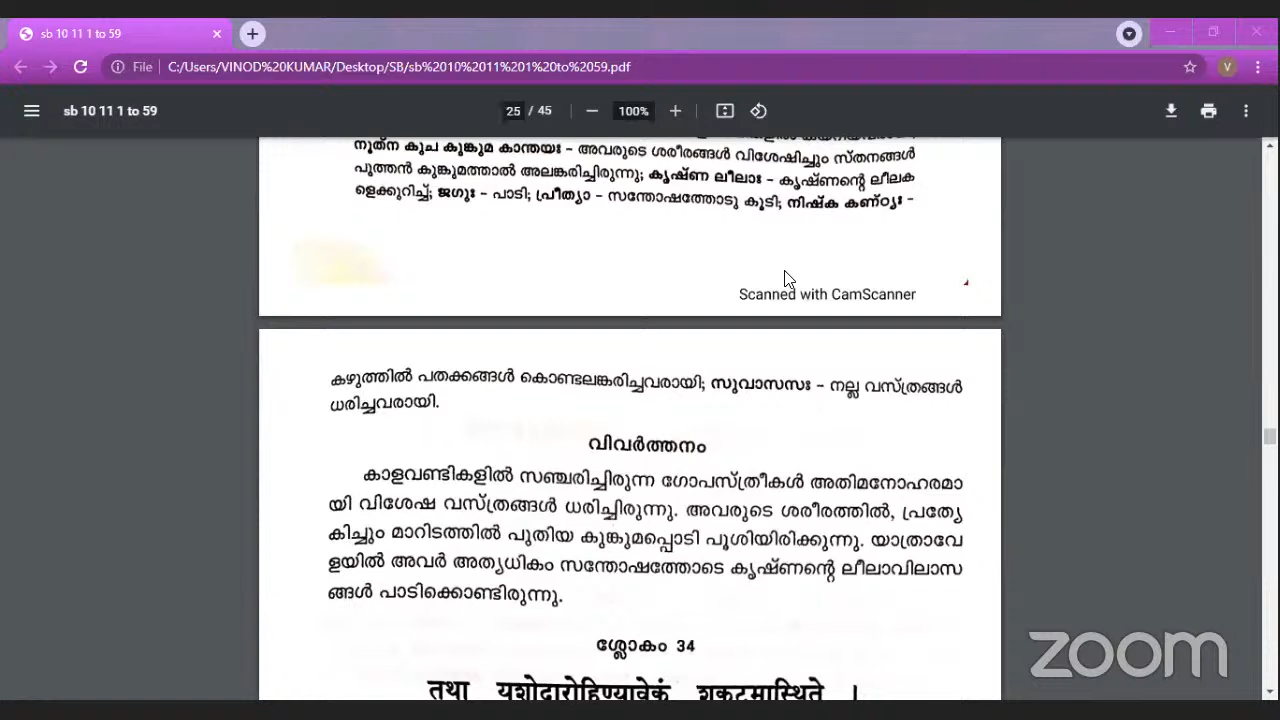 sb 10 11 1 to 59
File C:/Users/VINOD%20KUMAR/Desktop/SB/sb%2010%2011%201%20to%2059.pdf
V
sb 10 11 1 to 59
25 / 45
100%
നൂത്ന കുച കുങ്കുമ കാന്തയഃ – അവരുടെ ശരീരങ്ങൾ വിശേഷിച്ചും സ്തനങ്ങൾ
പുത്തൻ കുങ്കുമത്താൽ അലങ്കരിച്ചിരുന്നു; കൃഷ്ണ ലീലാഃ – കൃഷ്ണന്റെ ലീലക
ളെക്കുറിച്ച്; ജഗുഃ – പാടി; പ്രീത്യാ – സന്തോഷത്തോടു കൂടി; നിഷ്ക കണ്ഠ്യഃ –
Scanned with CamScanner
കഴുത്തിൽ പതക്കങ്ങൾ കൊണ്ടലങ്കരിച്ചവരായി; സുവാസസഃ – നല്ല വസ്ത്രങ്ങൾ
ധരിച്ചവരായി.
വിവർത്തനം
കാളവണ്ടികളിൽ സഞ്ചരിച്ചിരുന്ന ഗോപസ്ത്രീകൾ അതിമനോഹരമാ
യി വിശേഷ വസ്ത്രങ്ങൾ ധരിച്ചിരുന്നു. അവരുടെ ശരീരത്തിൽ, പ്രത്യേ
കിച്ചും മാറിടത്തിൽ പുതിയ കുങ്കുമപ്പൊടി പൂശിയിരിക്കുന്നു. യാത്രാവേ
ളയിൽ അവർ അത്യധികം സന്തോഷത്തോടെ കൃഷ്ണന്റെ ലീലാവിലാസ
ങ്ങൾ പാടിക്കൊണ്ടിരുന്നു.
ശ്ലോകം 34
तथा यशोदारोहिण्यावेकं शकटमास्थिते ।
zoom